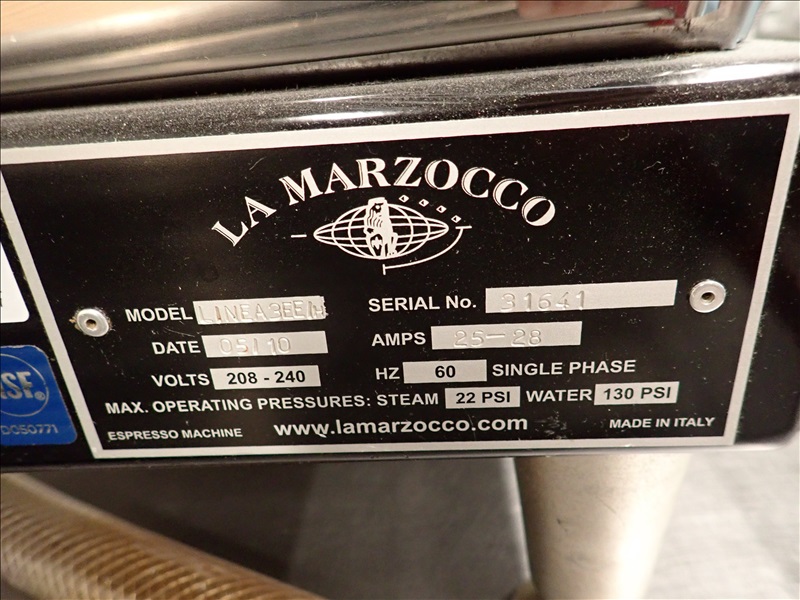 LA MARZOCCO
MODEL LINEA3EE1H SERIAL No. 31641
DATE 05/10 AMPS 25-28
VOLTS 208 - 240 HZ 60 SINGLE PHASE
MAX. OPERATING PRESSURES: STEAM 22 PSI WATER 130 PSI
ESPRESSO MACHINE www.lamarzocco.com MADE IN ITALY